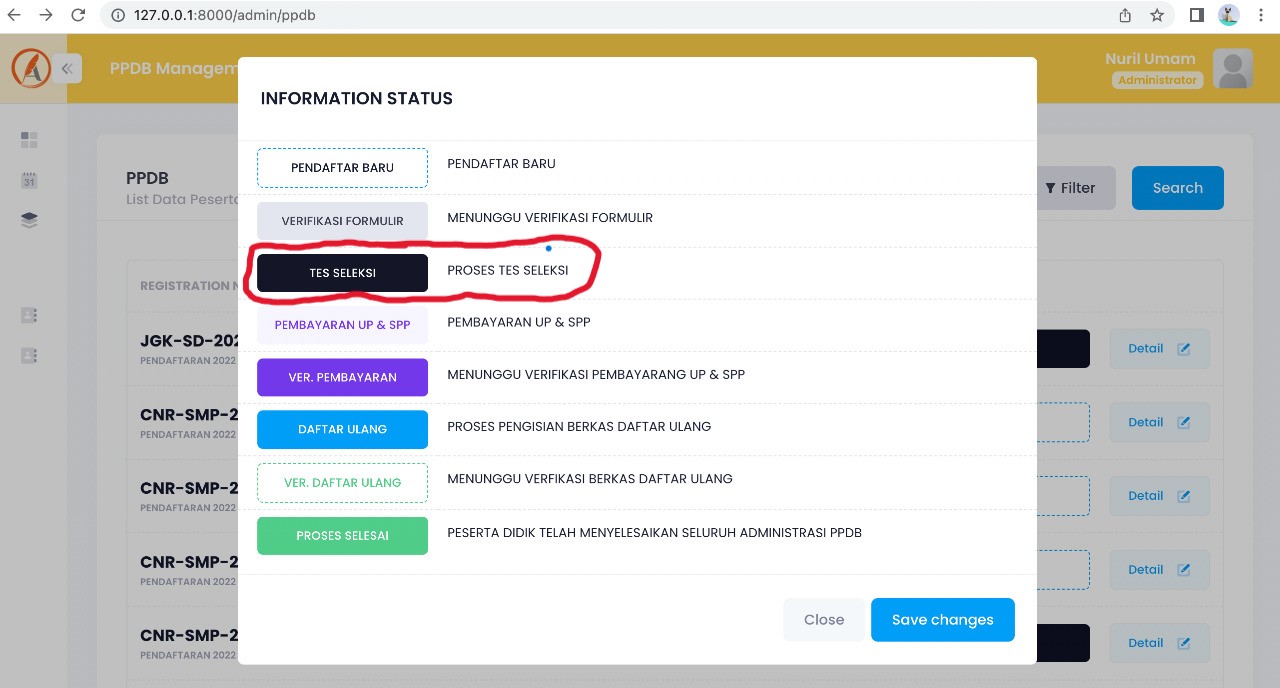 127.0.0.1:8000/admin/ppdb
PPDB Managem
Nuril Umam
Administrator
INFORMATION STATUS
PENDAFTAR BARU PENDAFTAR BARU
VERIFIKASI FORMULIR MENUNGGU VERIFIKASI FORMULIR
TES SELEKSI PROSES TES SELEKSI
PEMBAYARAN UP & SPP PEMBAYARAN UP & SPP
VER. PEMBAYARAN MENUNGGU VERIFIKASI PEMBAYARANG UP & SPP
DAFTAR ULANG PROSES PENGISIAN BERKAS DAFTAR ULANG
VER. DAFTAR ULANG MENUNGGU VERFIKASI BERKAS DAFTAR ULANG
PROSES SELESAI PESERTA DIDIK TELAH MENYELESAIKAN SELURUH ADMINISTRASI PPDB
Close Save changes
31
PPDB
List Data Peserta
Filter Search
REGISTRATION N
JGK-SD-202
PENDAFTARAN 2022
Detail
CNR-SMP-2
PENDAFTARAN 2022
Detail
CNR-SMP-2
PENDAFTARAN 2022
Detail
CNR-SMP-2
PENDAFTARAN 2022
Detail
CNR-SMP-2
PENDAFTARAN 2022
Detail